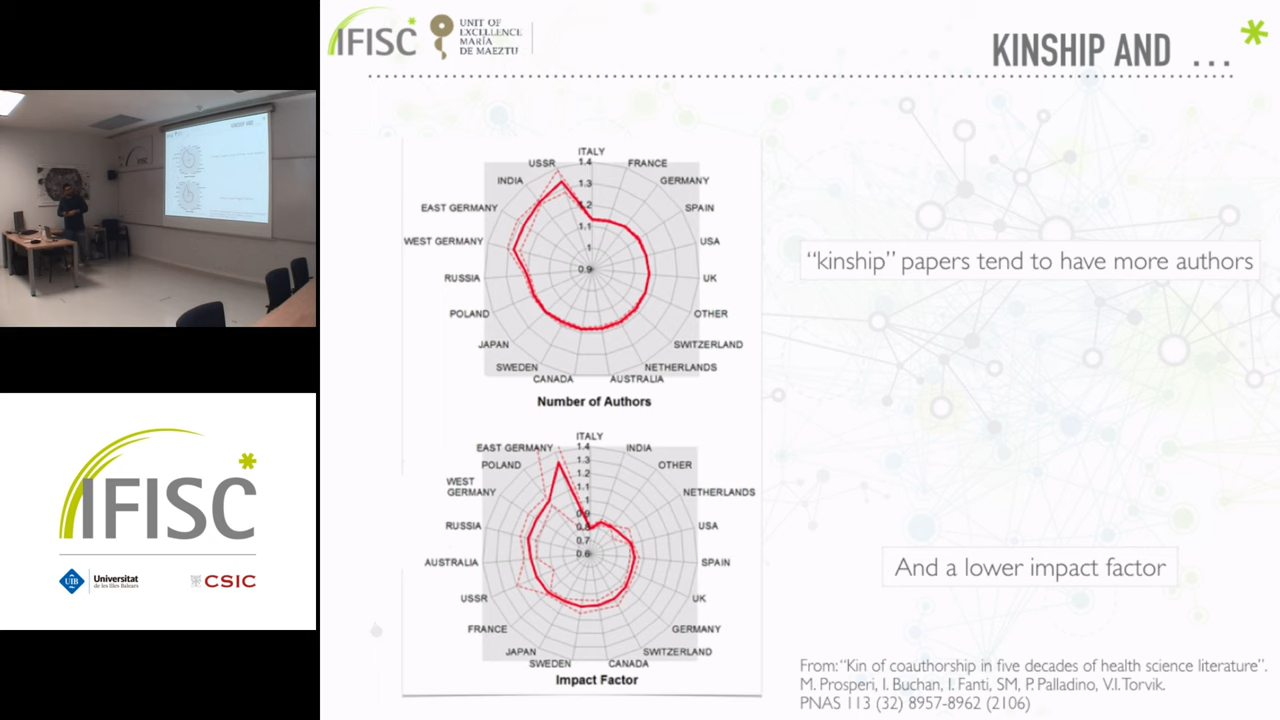 IFISC
UNIT OF
EXCELLENCE
MARÍA
DE MAEZTU
KINSHIP AND ...
ITALY
USSR
FRANCE
1.4
INDIA
1.3
GERMANY
EAST GERMANY
1.2
SPAIN
1.1
WEST GERMANY
1
USA
0.9
RUSSIA
UK
POLAND
OTHER
JAPAN
SWITZERLAND
SWEDEN
NETHERLANDS
CANADA
AUSTRALIA
Number of Authors
"kinship" papers tend to have more authors
ITALY
EAST GERMANY
1.4
INDIA
POLAND
1.3
OTHER
1.2
WEST
GERMANY
1.1
NETHERLANDS
1
RUSSIA
0.9
USA
0.8
0.7
AUSTRALIA
0.6
SPAIN
USSR
UK
FRANCE
GERMANY
JAPAN
SWITZERLAND
SWEDEN
CANADA
Impact Factor
And a lower impact factor
From: "Kin of coauthorship in five decades of health science literature".
M. Prosperi, I. Buchan, I. Fanti, SM, P. Palladino, V.I. Torvik.
PNAS 113 (32) 8957-8962 (2106)
IFISC
UIB
Universitat
de les Illes Balears
CSIC